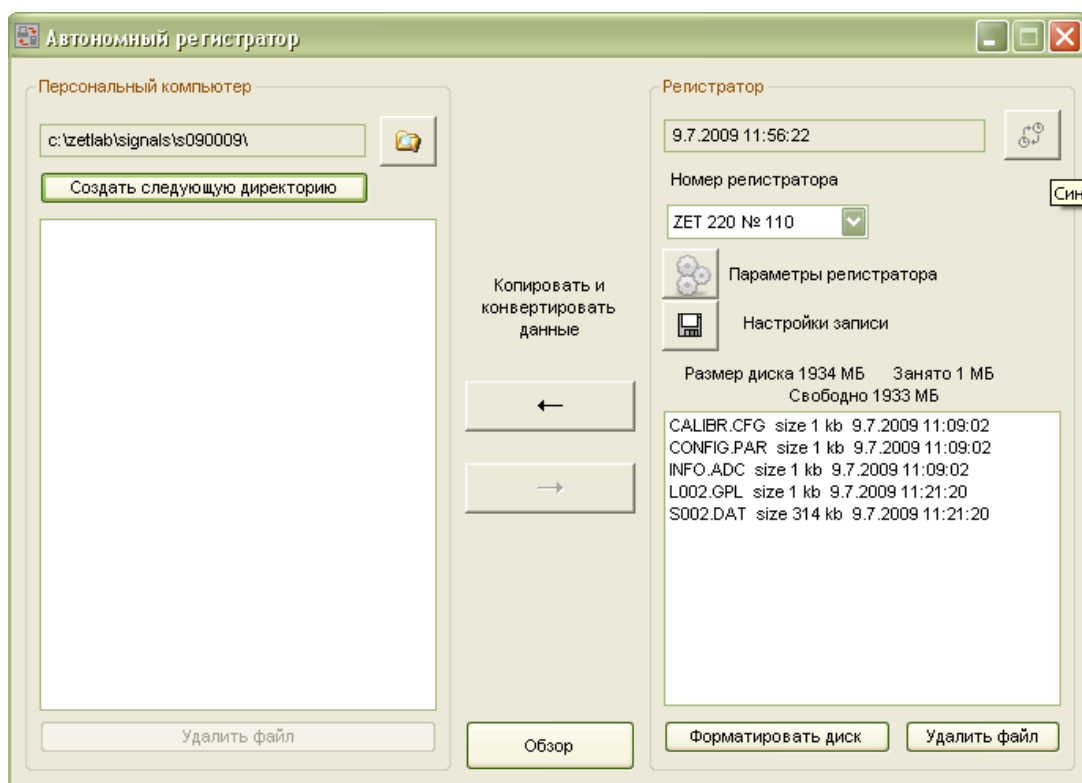 Автономный регистратор
Персональный компьютер
c:\zetlab\signals\s090009\
Создать следующую директорию
Удалить файл
Копировать и
конвертировать
данные
←
→
Обзор
Регистратор
9.7.2009 11:56:22
Син
Номер регистратора
ZET 220 № 110
Параметры регистратора
Настройки записи
Размер диска 1934 МБ Занято 1 МБ
Свободно 1933 МБ
CALIBR.CFG size 1 kb 9.7.2009 11:09:02
CONFIG.PAR size 1 kb 9.7.2009 11:09:02
INFO.ADC size 1 kb 9.7.2009 11:09:02
L002.GPL size 1 kb 9.7.2009 11:21:20
S002.DAT size 314 kb 9.7.2009 11:21:20
Форматировать диск
Удалить файл